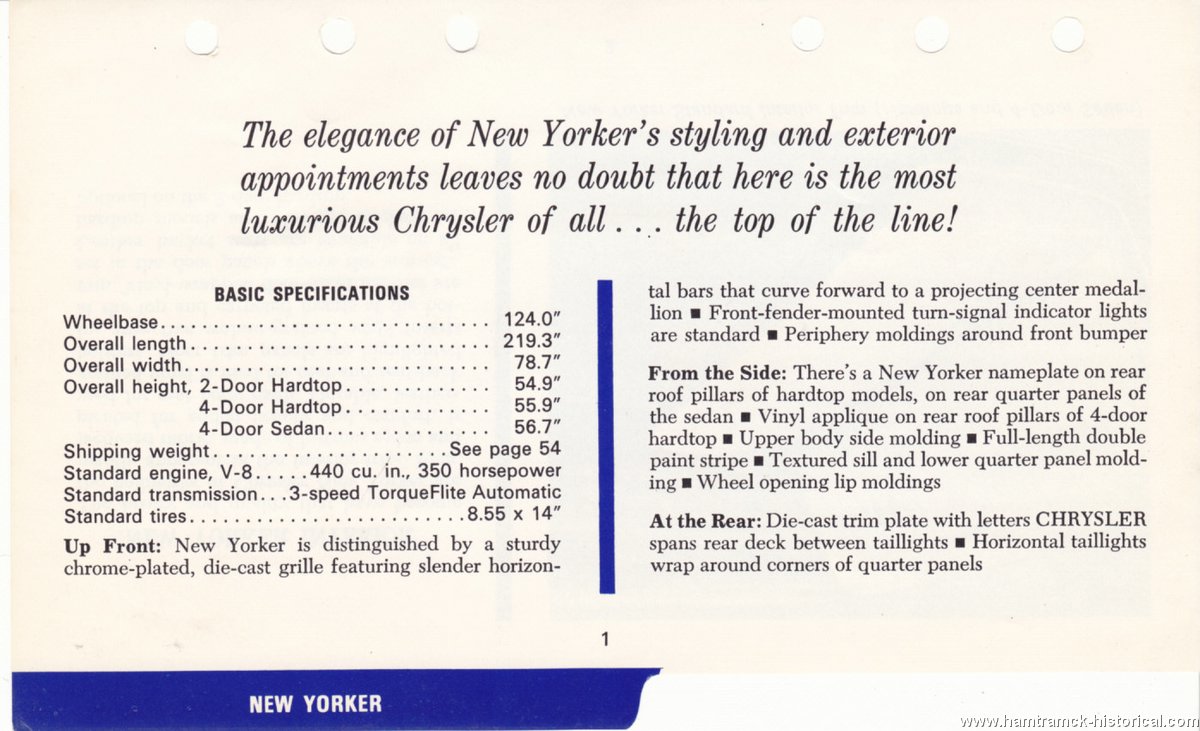 The elegance of New Yorker's styling and exterior
appointments leaves no doubt that here is the most
luxurious Chrysler of all . . . the top of the line!
BASIC SPECIFICATIONS
Wheelbase............................... 124.0"
Overall length............................ 219.3"
Overall width............................. 78.7"
Overall height, 2-Door Hardtop.............. 54.9"
4-Door Hardtop.............. 55.9"
4-Door Sedan............... 56.7"
Shipping weight......................See page 54
Standard engine, V-8.....440 cu. in., 350 horsepower
Standard transmission...3-speed TorqueFlite Automatic
Standard tires..........................8.55 x 14"
Up Front: New Yorker is distinguished by a sturdy
chrome-plated, die-cast grille featuring slender horizon-
tal bars that curve forward to a projecting center medal-
lion ■ Front-fender-mounted turn-signal indicator lights
are standard ■ Periphery moldings around front bumper
From the Side: There's a New Yorker nameplate on rear
roof pillars of hardtop models, on rear quarter panels of
the sedan ■ Vinyl applique on rear roof pillars of 4-door
hardtop ■ Upper body side molding ■ Full-length double
paint stripe ■ Textured sill and lower quarter panel mold-
ing ■ Wheel opening lip moldings
At the Rear: Die-cast trim plate with letters CHRYSLER
spans rear deck between taillights ■ Horizontal taillights
wrap around corners of quarter panels
1
NEW YORKER
www.hamtramck-historical.com